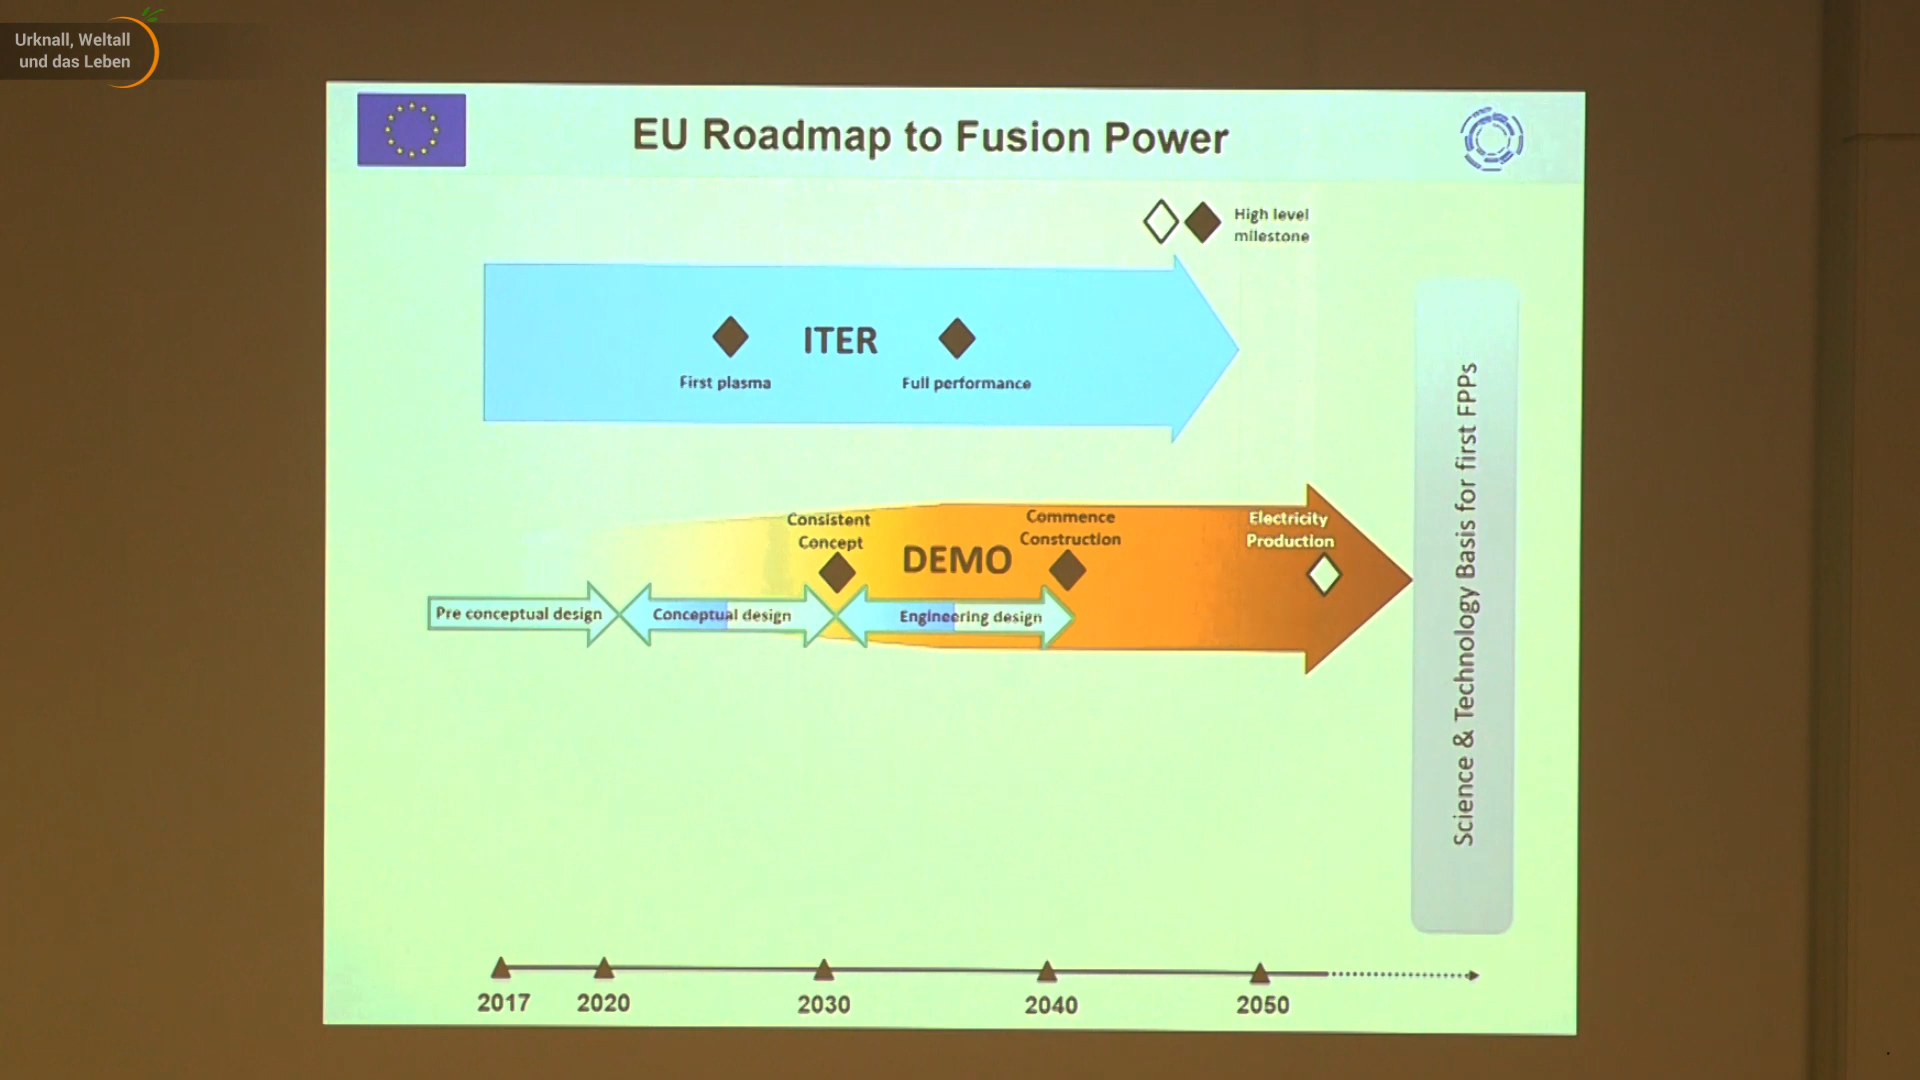 Urknall, Weltall
und das Leben
EU Roadmap to Fusion Power
High level
milestone
ITER
First plasma
Full performance
Consistent
Concept
DEMO
Commence
Construction
Electricity
Production
Pre conceptual design
Conceptual design
Engineering design
Science & Technology Basis for first FPPs
2017
2020
2030
2040
2050